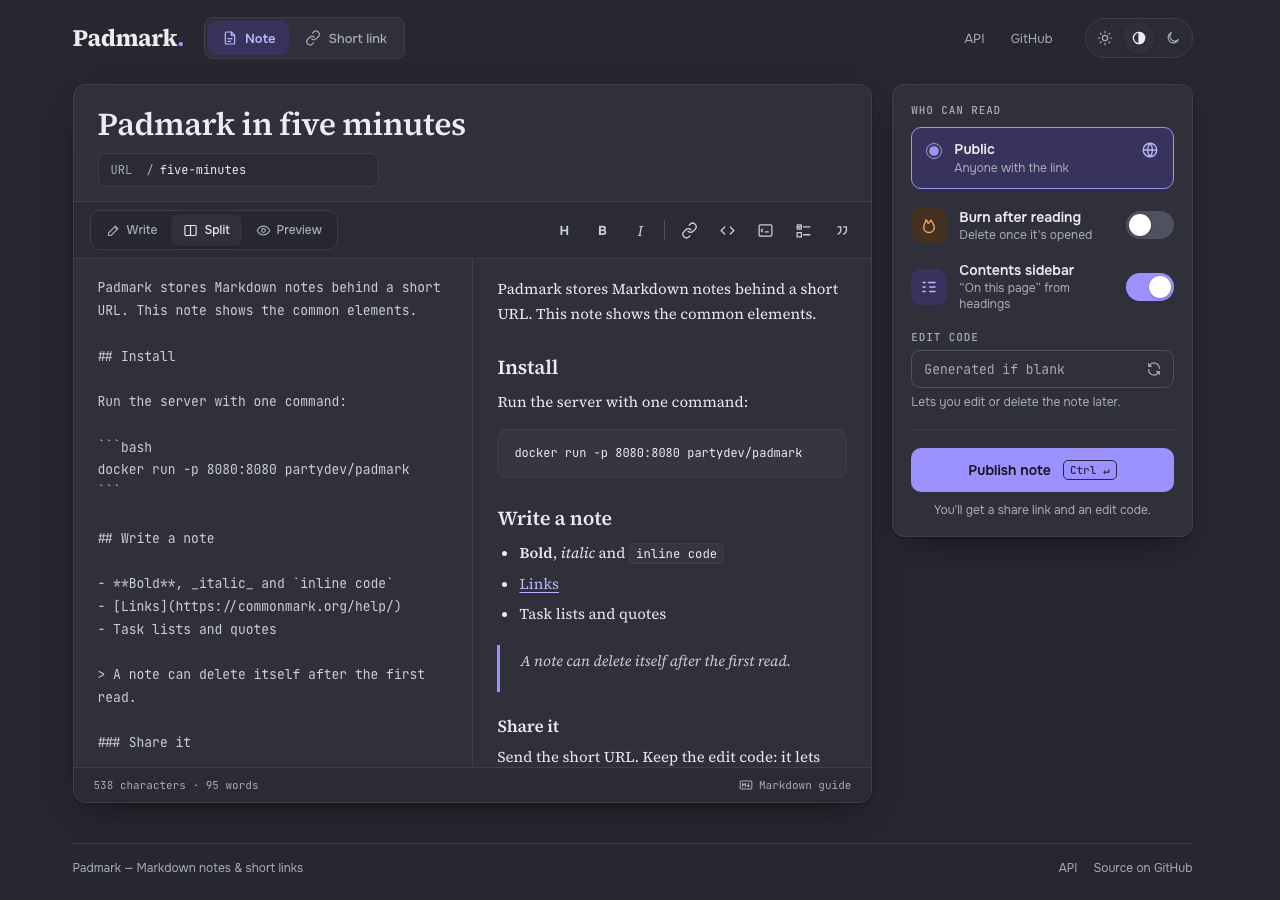 Padmark.
Note
Short link
API
GitHub
Padmark in five minutes
URL / five-minutes
Write
Split
Preview
H B I
Padmark stores Markdown notes behind a short
URL. This note shows the common elements.
## Install
Run the server with one command:
```bash
docker run -p 8080:8080 partydev/padmark
```
## Write a note
- **Bold**, _italic_ and `inline code`
- [Links](https://commonmark.org/help/)
- Task lists and quotes
> A note can delete itself after the first
read.
### Share it
Padmark stores Markdown notes behind a short
URL. This note shows the common elements.
Install
Run the server with one command:
docker run -p 8080:8080 partydev/padmark
Write a note
• Bold, italic and inline code
• Links
• Task lists and quotes
A note can delete itself after the first read.
Share it
Send the short URL. Keep the edit code: it lets
538 characters · 95 words
Markdown guide
WHO CAN READ
Public
Anyone with the link
Burn after reading
Delete once it's opened
Contents sidebar
“On this page” from
headings
EDIT CODE
Generated if blank
Lets you edit or delete the note later.
Publish note Ctrl ↵
You'll get a share link and an edit code.
Padmark — Markdown notes & short links
API
Source on GitHub